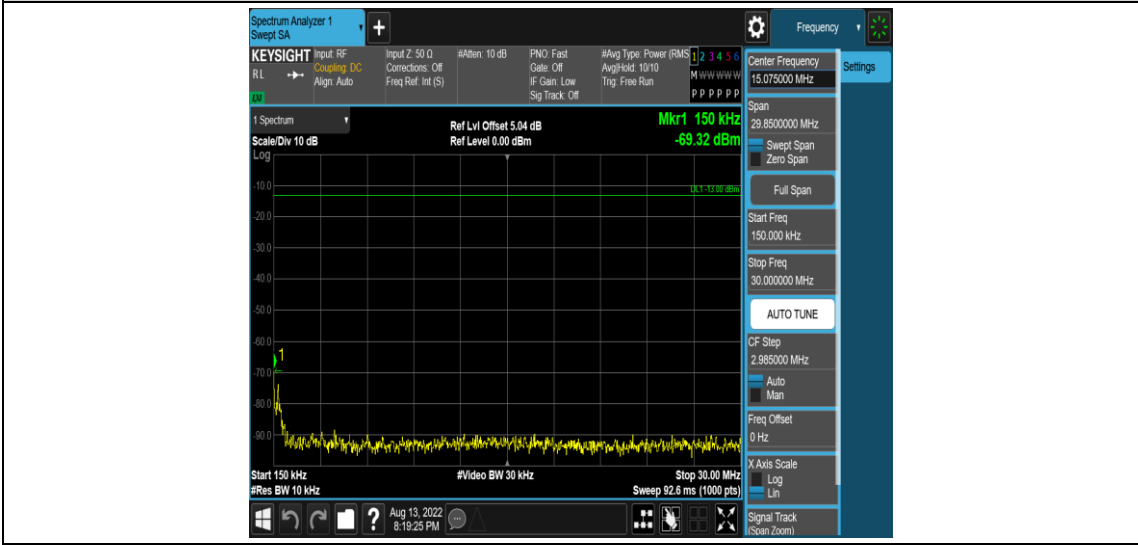 Spectrum Analyzer 1
Swept SA
+
Frequency
KEYSIGHT
RL
LM
Input: RF
Coupling: DC
Align: Auto
Input Z: 50 Ω
Corrections: Off
Freq Ref: Int (S)
#Atten: 10 dB
PNO: Fast
Gate: Off
IF Gain: Low
Sig Track: Off
#Avg Type: Power (RMS
Avg|Hold: 10/10
Trig: Free Run
1 2 3 4 5 6
M W W W W W
P P P P P P
1 Spectrum
Scale/Div 10 dB
Log
Ref Lvl Offset 5.04 dB
Ref Level 0.00 dBm
Mkr1 150 kHz
-69.32 dBm
DL1 -13.00 dBm
-10.0
-20.0
-30.0
-40.0
-50.0
-60.0
1
-70.0
-80.0
-90.0
Start 150 kHz
#Res BW 10 kHz
#Video BW 30 kHz
Stop 30.00 MHz
Sweep 92.6 ms (1000 pts)
?
Aug 13, 2022
8:19:25 PM
Center Frequency
15.075000 MHz
Settings
Span
29.8500000 MHz
Swept Span
Zero Span
Full Span
Start Freq
150.000 kHz
Stop Freq
30.000000 MHz
AUTO TUNE
CF Step
2.985000 MHz
Auto
Man
Freq Offset
0 Hz
X Axis Scale
Log
Lin
Signal Track
(Span Zoom)